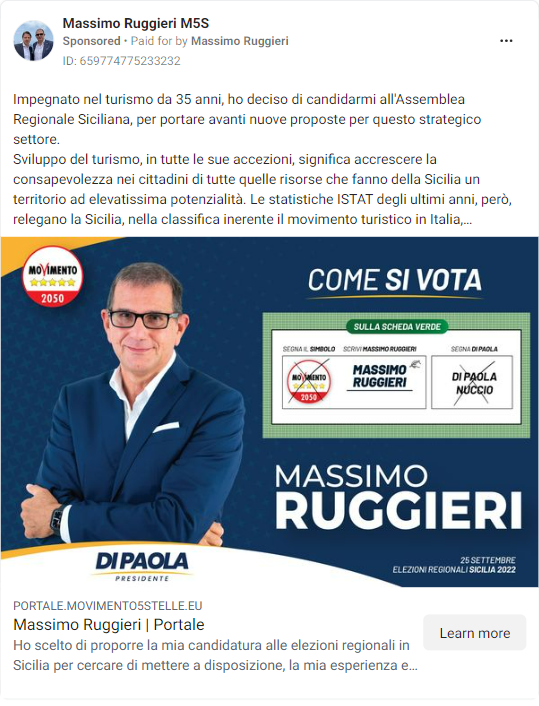 Massimo Ruggieri M5S
Sponsored • Paid for by Massimo Ruggieri
ID: 659774775233232
Impegnato nel turismo da 35 anni, ho deciso di candidarmi all'Assemblea
Regionale Siciliana, per portare avanti nuove proposte per questo strategico
settore.
Sviluppo del turismo, in tutte le sue accezioni, significa accrescere la
consapevolezza nei cittadini di tutte quelle risorse che fanno della Sicilia un
territorio ad elevatissima potenzialità. Le statistiche ISTAT degli ultimi anni, però,
relegano la Sicilia, nella classifica inerente il movimento turistico in Italia,...
MOVIMENTO
2050
COME SI VOTA
SULLA SCHEDA VERDE
SEGNA IL SIMBOLO
SCRIVI MASSIMO RUGGIERI
SEGNA DI PAOLA
MOVIMENTO
2050
MASSIMO
RUGGIERI
DI PAOLA
NUCCIO
MASSIMO
RUGGIERI
DI PAOLA
PRESIDENTE
25 SETTEMBRE
ELEZIONI REGIONALI SICILIA 2022
PORTALE.MOVIMENTO5STELLE.EU
Massimo Ruggieri | Portale
Ho scelto di proporre la mia candidatura alle elezioni regionali in
Sicilia per cercare di mettere a disposizione, la mia esperienza e...
Learn more